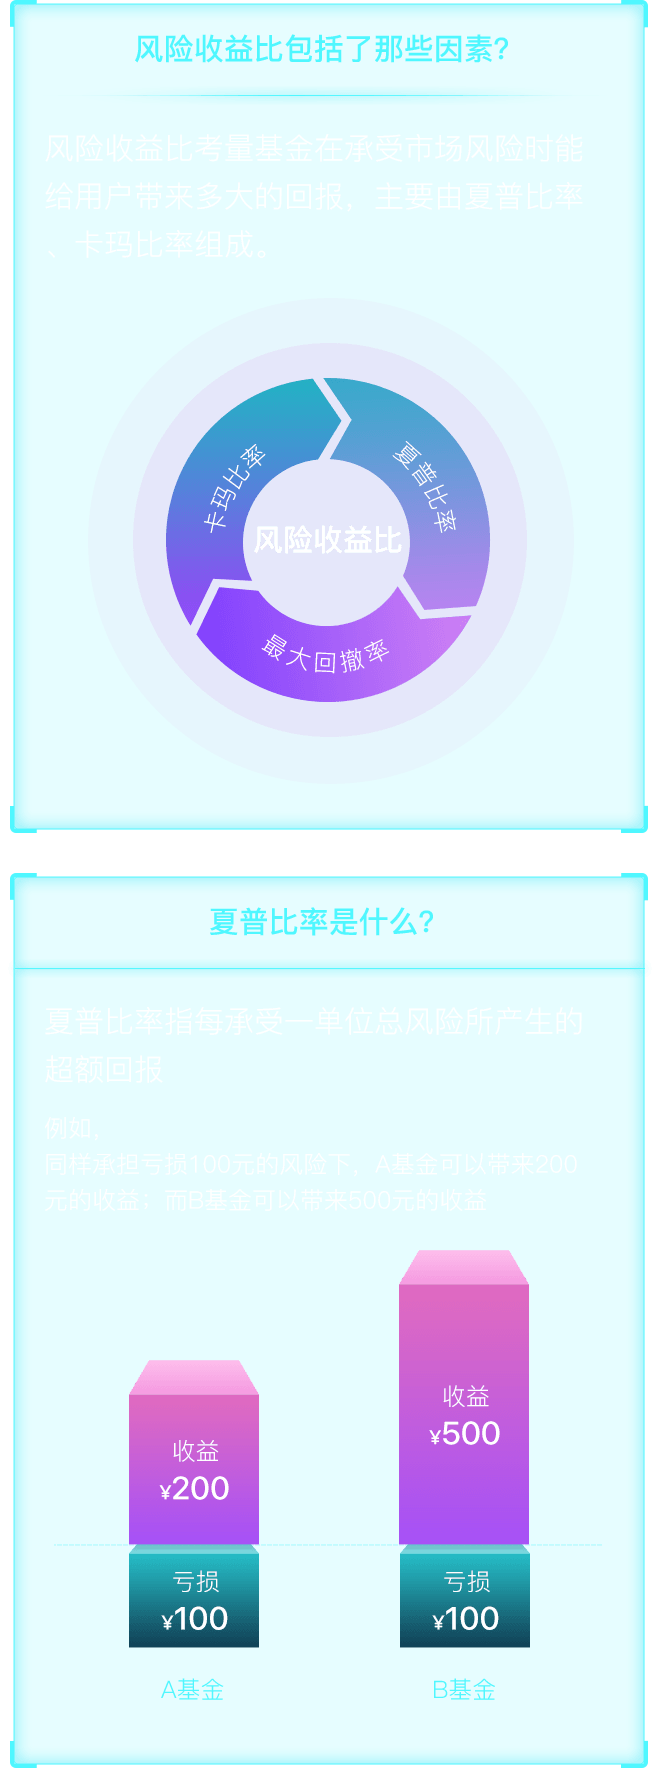 风险收益比包括了那些因素?
风险收益比考量基金在承受市场风险时能
给用户带来多大的回报，主要由夏普比率
、卡玛比率组成。
卡玛比率
夏普比率
风险收益比
最大回撤率
夏普比率是什么?
夏普比率指每承受一单位总风险所产生的
超额回报
例如，
同样承担亏损100元的风险下，A基金可以带来200
元的收益；而B基金可以带来500元的收益
收益
¥500
收益
¥200
亏损
¥100
亏损
¥100
A基金
B基金